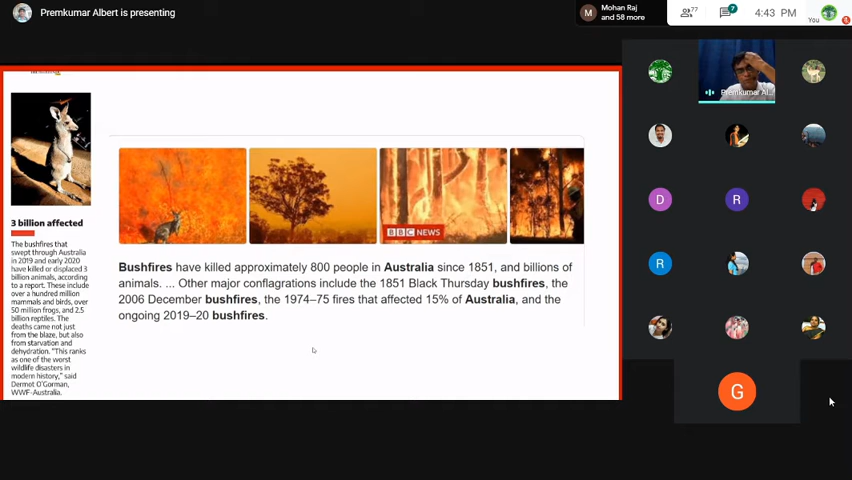 Premkumar Albert is presenting
M
Mohan Raj
and 58 more
77
7
4:43 PM
You
Premkumar Al...
BBC NEWS
3 billion affected
The bushfires that
swept through Australia
in 2019 and early 2020
have killed or displaced 3
billion animals, according
to a report. These include
over a hundred million
mammals and birds, over
50 million frogs, and 2.5
billion reptiles. The
deaths came not just
from the blaze, but also
from starvation and
dehydration. "This ranks
as one of the worst
wildlife disasters in
modern history," said
Dermot O'Gorman,
WWF-Australia.
Bushfires have killed approximately 800 people in Australia since 1851, and billions of
animals. ... Other major conflagrations include the 1851 Black Thursday bushfires, the
2006 December bushfires, the 1974–75 fires that affected 15% of Australia, and the
ongoing 2019–20 bushfires.
D
R
R
G